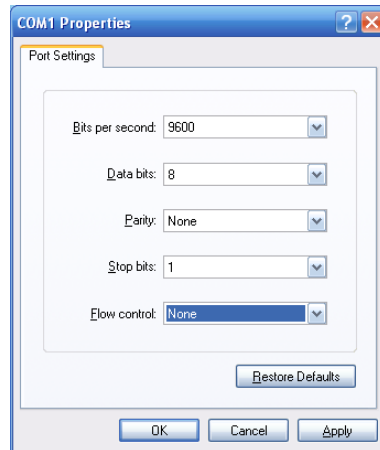 COM1 Properties
Port Settings
Bits per second: 9600
Data bits: 8
Parity: None
Stop bits: 1
Flow control: None
Restore Defaults
OK Cancel Apply